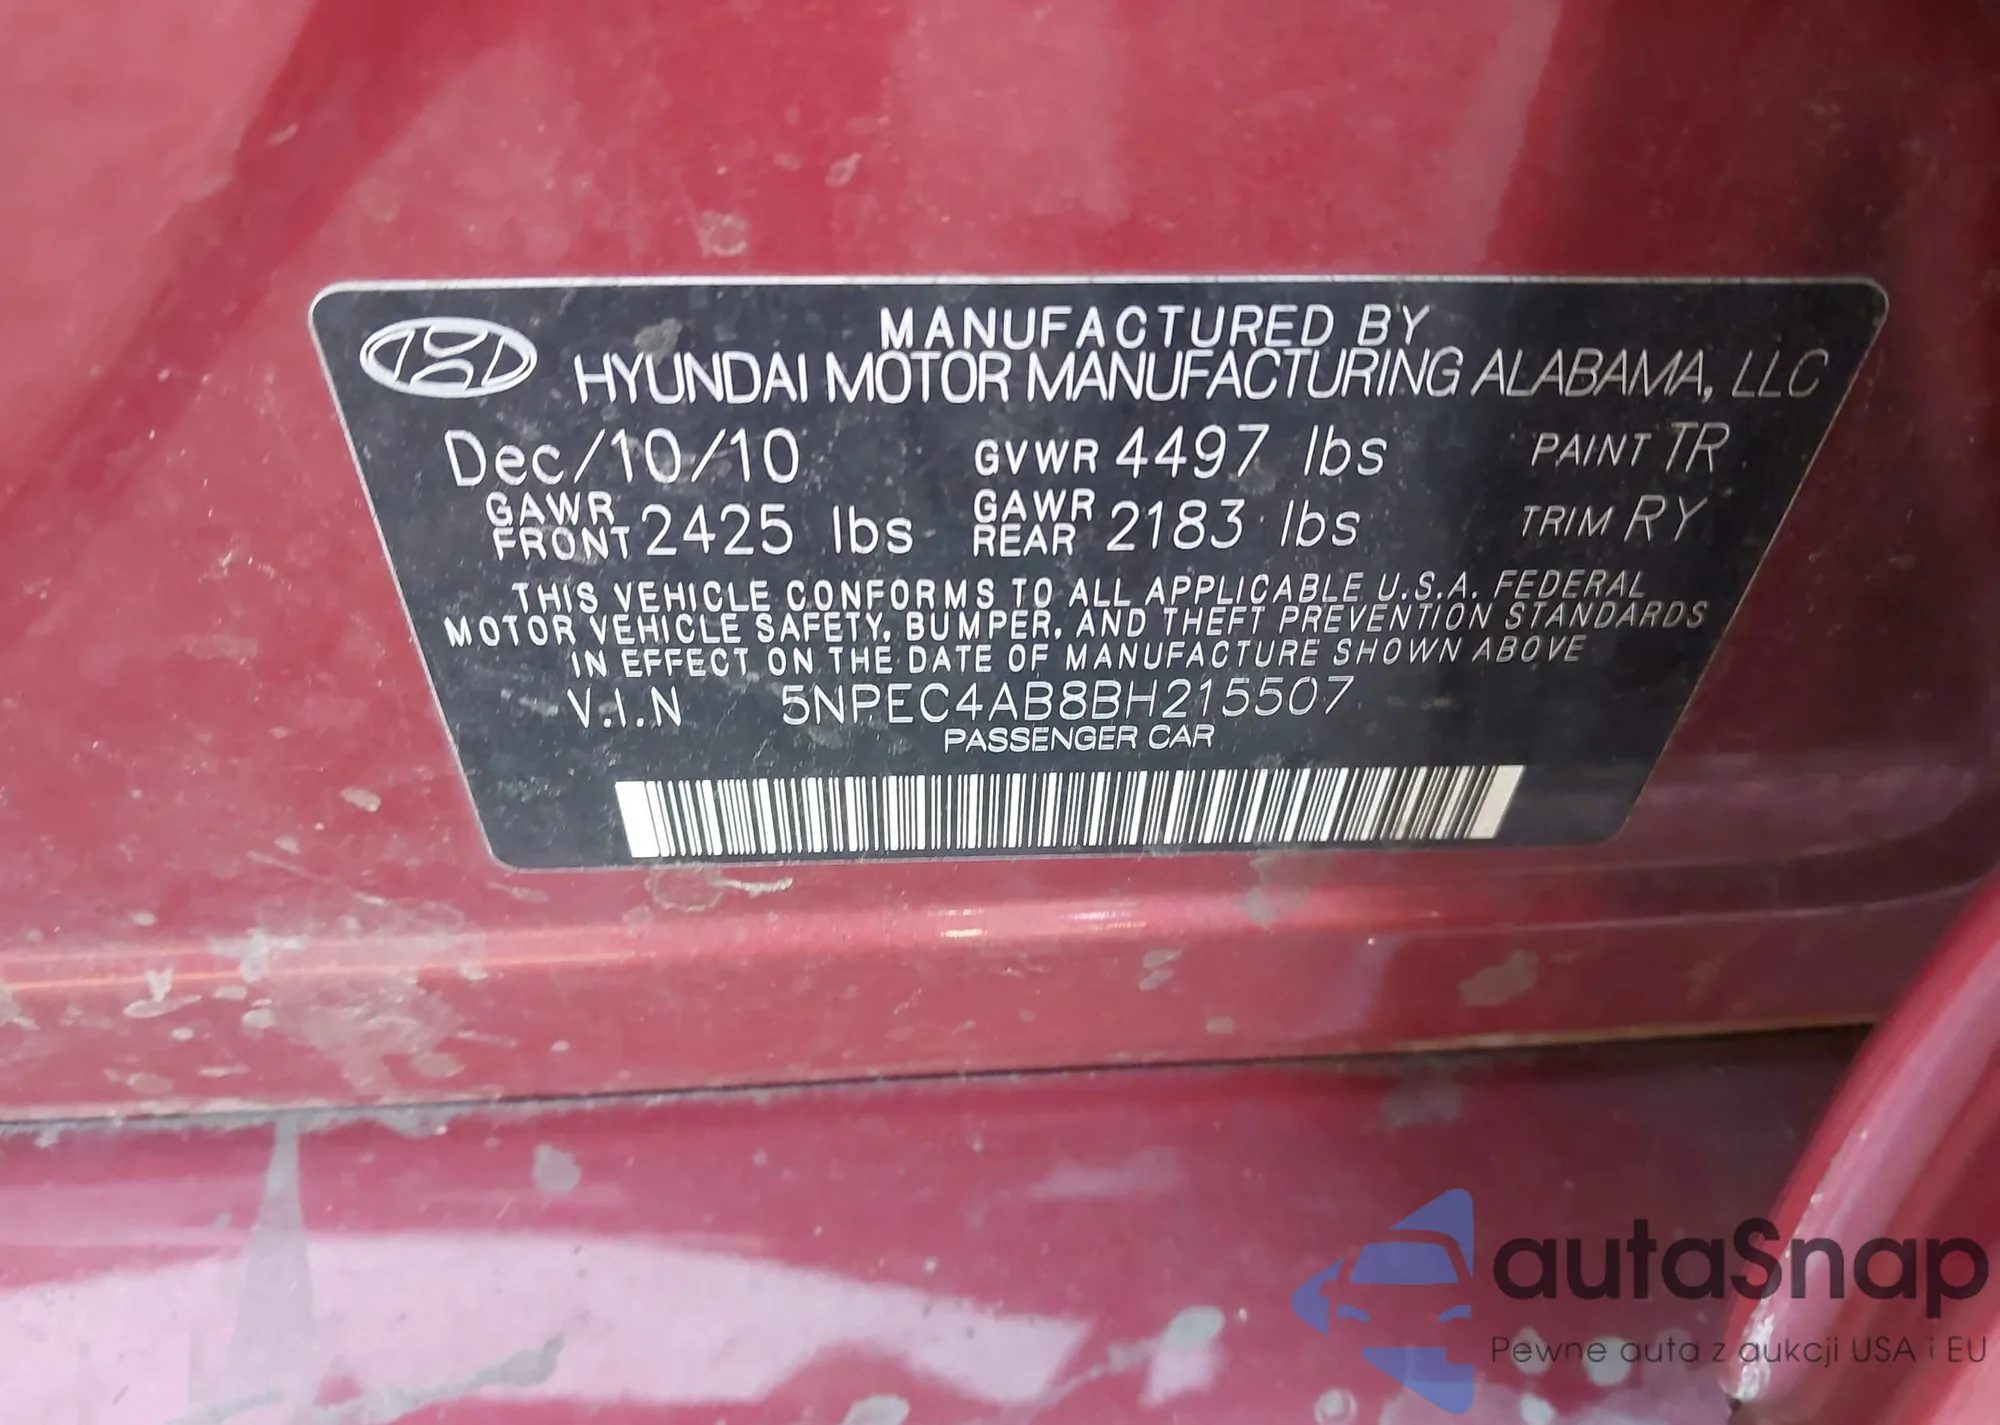 MANUFACTURED BY
HYUNDAI MOTOR MANUFACTURING ALABAMA, LLC
Dec/10/10 GVWR 4497 lbs PAINT TR
GAWR FRONT 2425 lbs GAWR REAR 2183 lbs TRIM RY
THIS VEHICLE CONFORMS TO ALL APPLICABLE U.S.A. FEDERAL
MOTOR VEHICLE SAFETY, BUMPER, AND THEFT PREVENTION STANDARDS
IN EFFECT ON THE DATE OF MANUFACTURE SHOWN ABOVE
V.I.N 5NPEC4AB8BH215507
PASSENGER CAR
autaSnap
Pewne auta z aukcji USA i EU